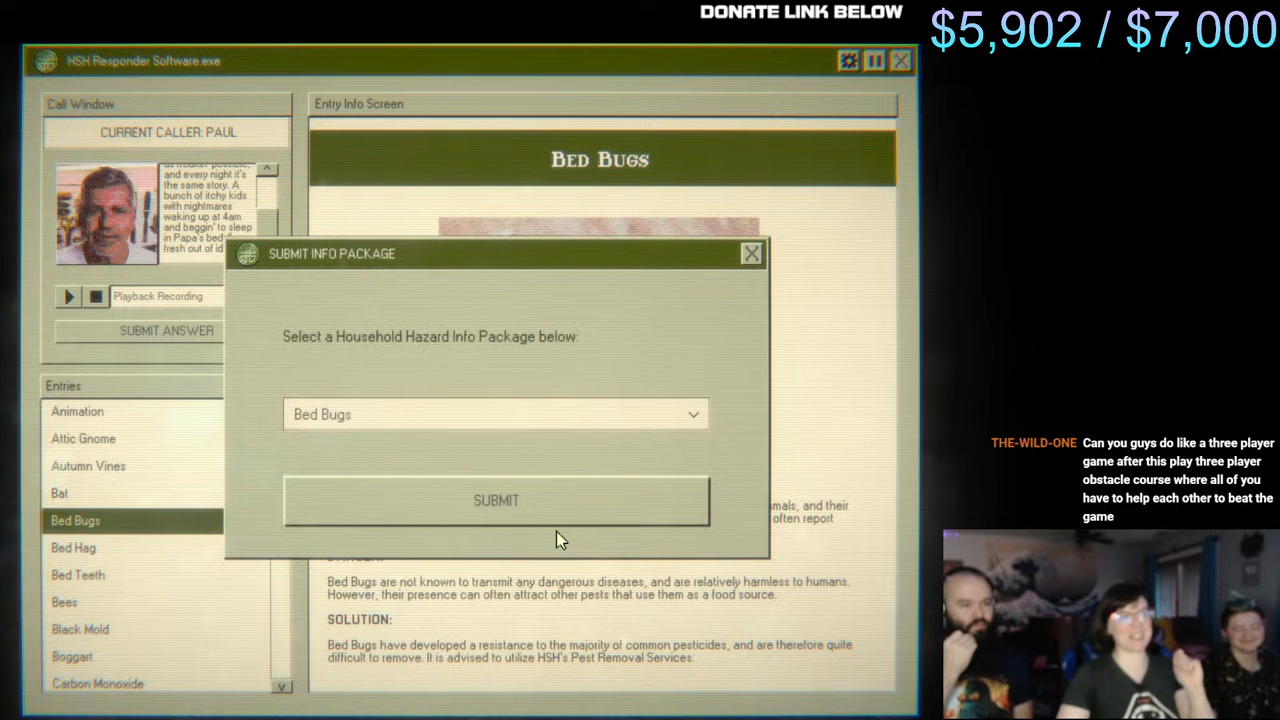 DONATE LINK BELOW
$5,902 / $7,000
HSH Responder Software.exe
Call Window
CURRENT CALLER: PAUL
and every night it's
the same story. A
bunch of itchy kids
with nightmares
waking up at 4am
and beggin' to sleep
in Papa's bed
fresh out of
Playback Recording
SUBMIT ANSWER
Entries
Animation
Attic Gnome
Autumn Vines
Bat
Bed Bugs
Bed Hag
Bed Teeth
Bees
Black Mold
Boggart
Carbon Monoxide
Entry Info Screen
BED BUGS
SUBMIT INFO PACKAGE
Select a Household Hazard Info Package below:
Bed Bugs
SUBMIT
and their
often report
Bed Bugs are not known to transmit any dangerous diseases, and are relatively harmless to humans.
However, their presence can often attract other pests that use them as a food source.
SOLUTION:
Bed Bugs have developed a resistance to the majority of common pesticides, and are therefore quite
difficult to remove. It is advised to utilize HSH's Pest Removal Services.
THE-WILD-ONE Can you guys do like a three player
game after this play three player
obstacle course where all of you
have to help each other to beat the
game